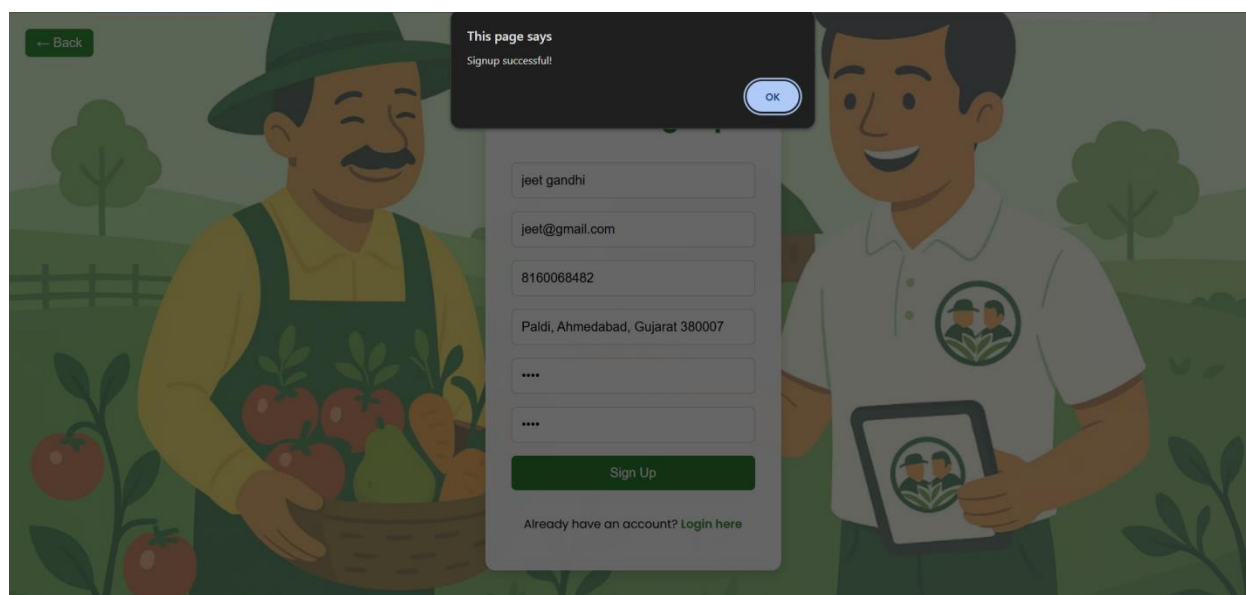 ← Back
This page says
Signup successful!
OK
jeet gandhi
jeet@gmail.com
8160068482
Paldi, Ahmedabad, Gujarat 380007
••••
••••
Sign Up
Already have an account? Login here